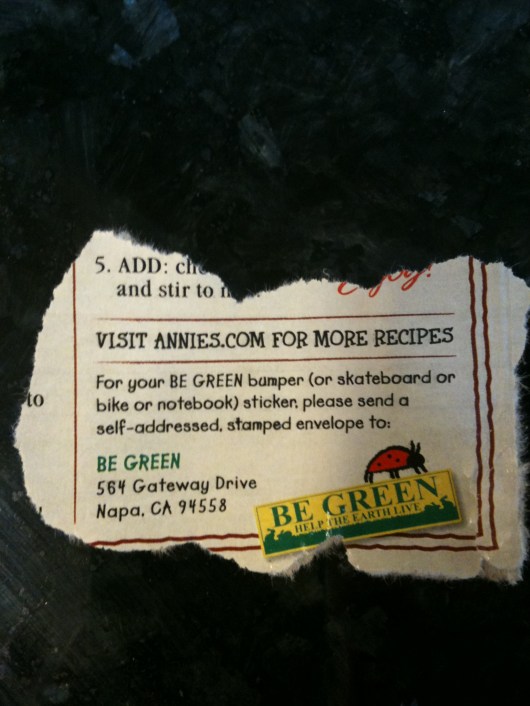 5. ADD:
and stir to
Enjoy!
VISIT ANNIES.COM FOR MORE RECIPES
For your BE GREEN bumper (or skateboard or
bike or notebook) sticker, please send a
self-addressed, stamped envelope to:
to
BE GREEN
564 Gateway Drive
Napa, CA 94558
BE GREEN
HELP THE EARTH LIVE